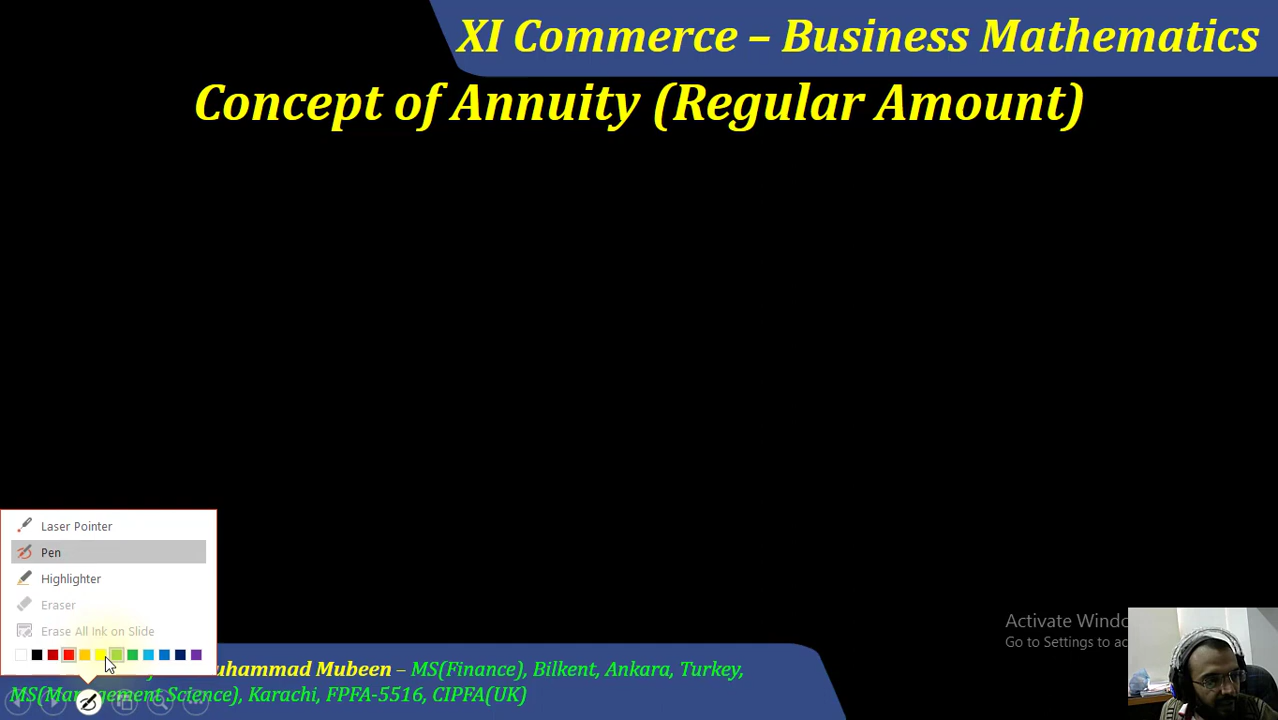 XI Commerce – Business Mathematics
Concept of Annuity (Regular Amount)
Laser Pointer
Pen
Highlighter
Eraser
Erase All Ink on Slide
Activate Windo
Go to Settings to ac
uhammad Mubeen – MS(Finance), Bilkent, Ankara, Turkey,
MS(Management Science), Karachi, FPFA-5516, CIPFA(UK)